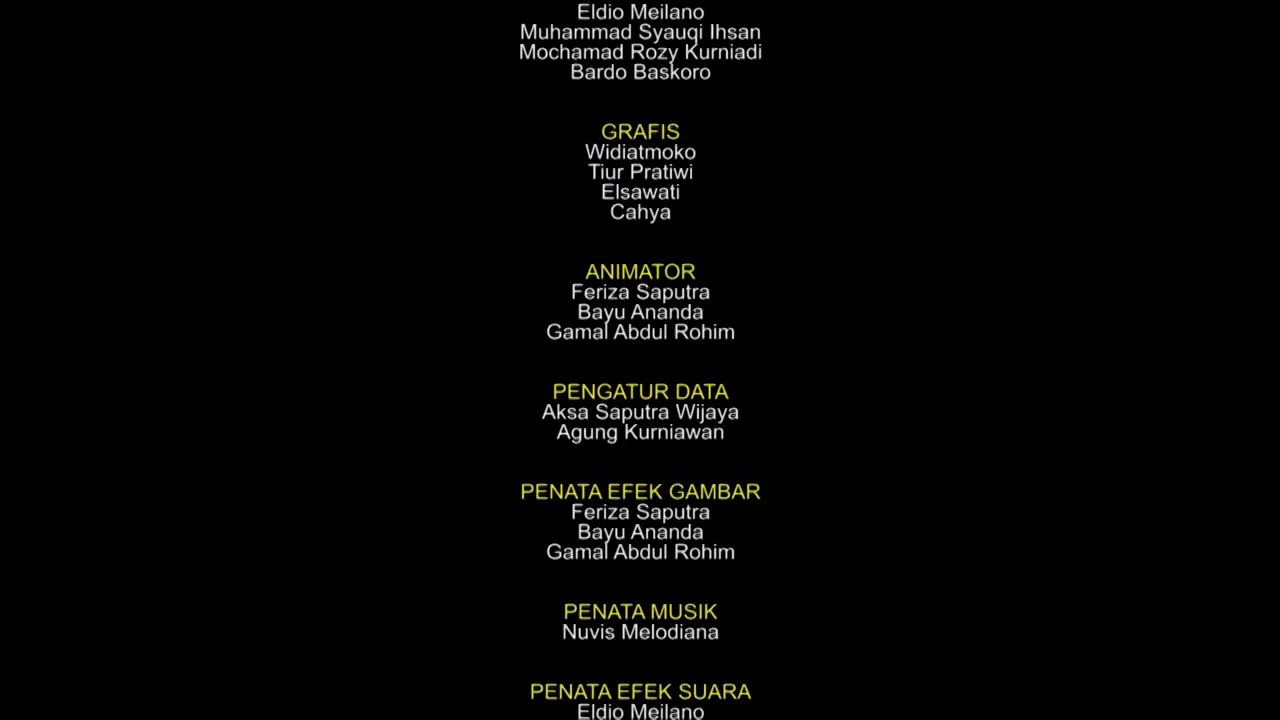 Eldio Meilano
Muhammad Syauqi Ihsan
Mochamad Rozy Kurniadi
Bardo Baskoro
GRAFIS
Widiatmoko
Tiur Pratiwi
Elsawati
Cahya
ANIMATOR
Feriza Saputra
Bayu Ananda
Gamal Abdul Rohim
PENGATUR DATA
Aksa Saputra Wijaya
Agung Kurniawan
PENATA EFEK GAMBAR
Feriza Saputra
Bayu Ananda
Gamal Abdul Rohim
PENATA MUSIK
Nuvis Melodiana
PENATA EFEK SUARA
Eldio Meilano